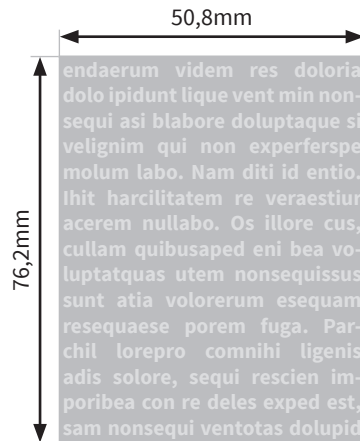 50,8mm
76,2mm
endaerum videm res doloria
dolo ipidunt lique vent min non-
sequi asi blabore doluptaque si
velignim qui non experferspe
molum labo. Nam diti id entio.
Ihit harcilitatem re veraestiur
acerem nullabo. Os illore cus,
cullam quibusaped eni bea vo-
luptatquas utem nonsequissus
sunt atia volorerum esequam
resequaese porem fuga. Par-
chil lorepro comnihi ligenis
adis solore, sequi rescien im-
poribea con re deles exped est,
sam nonsequi ventotas dolupid